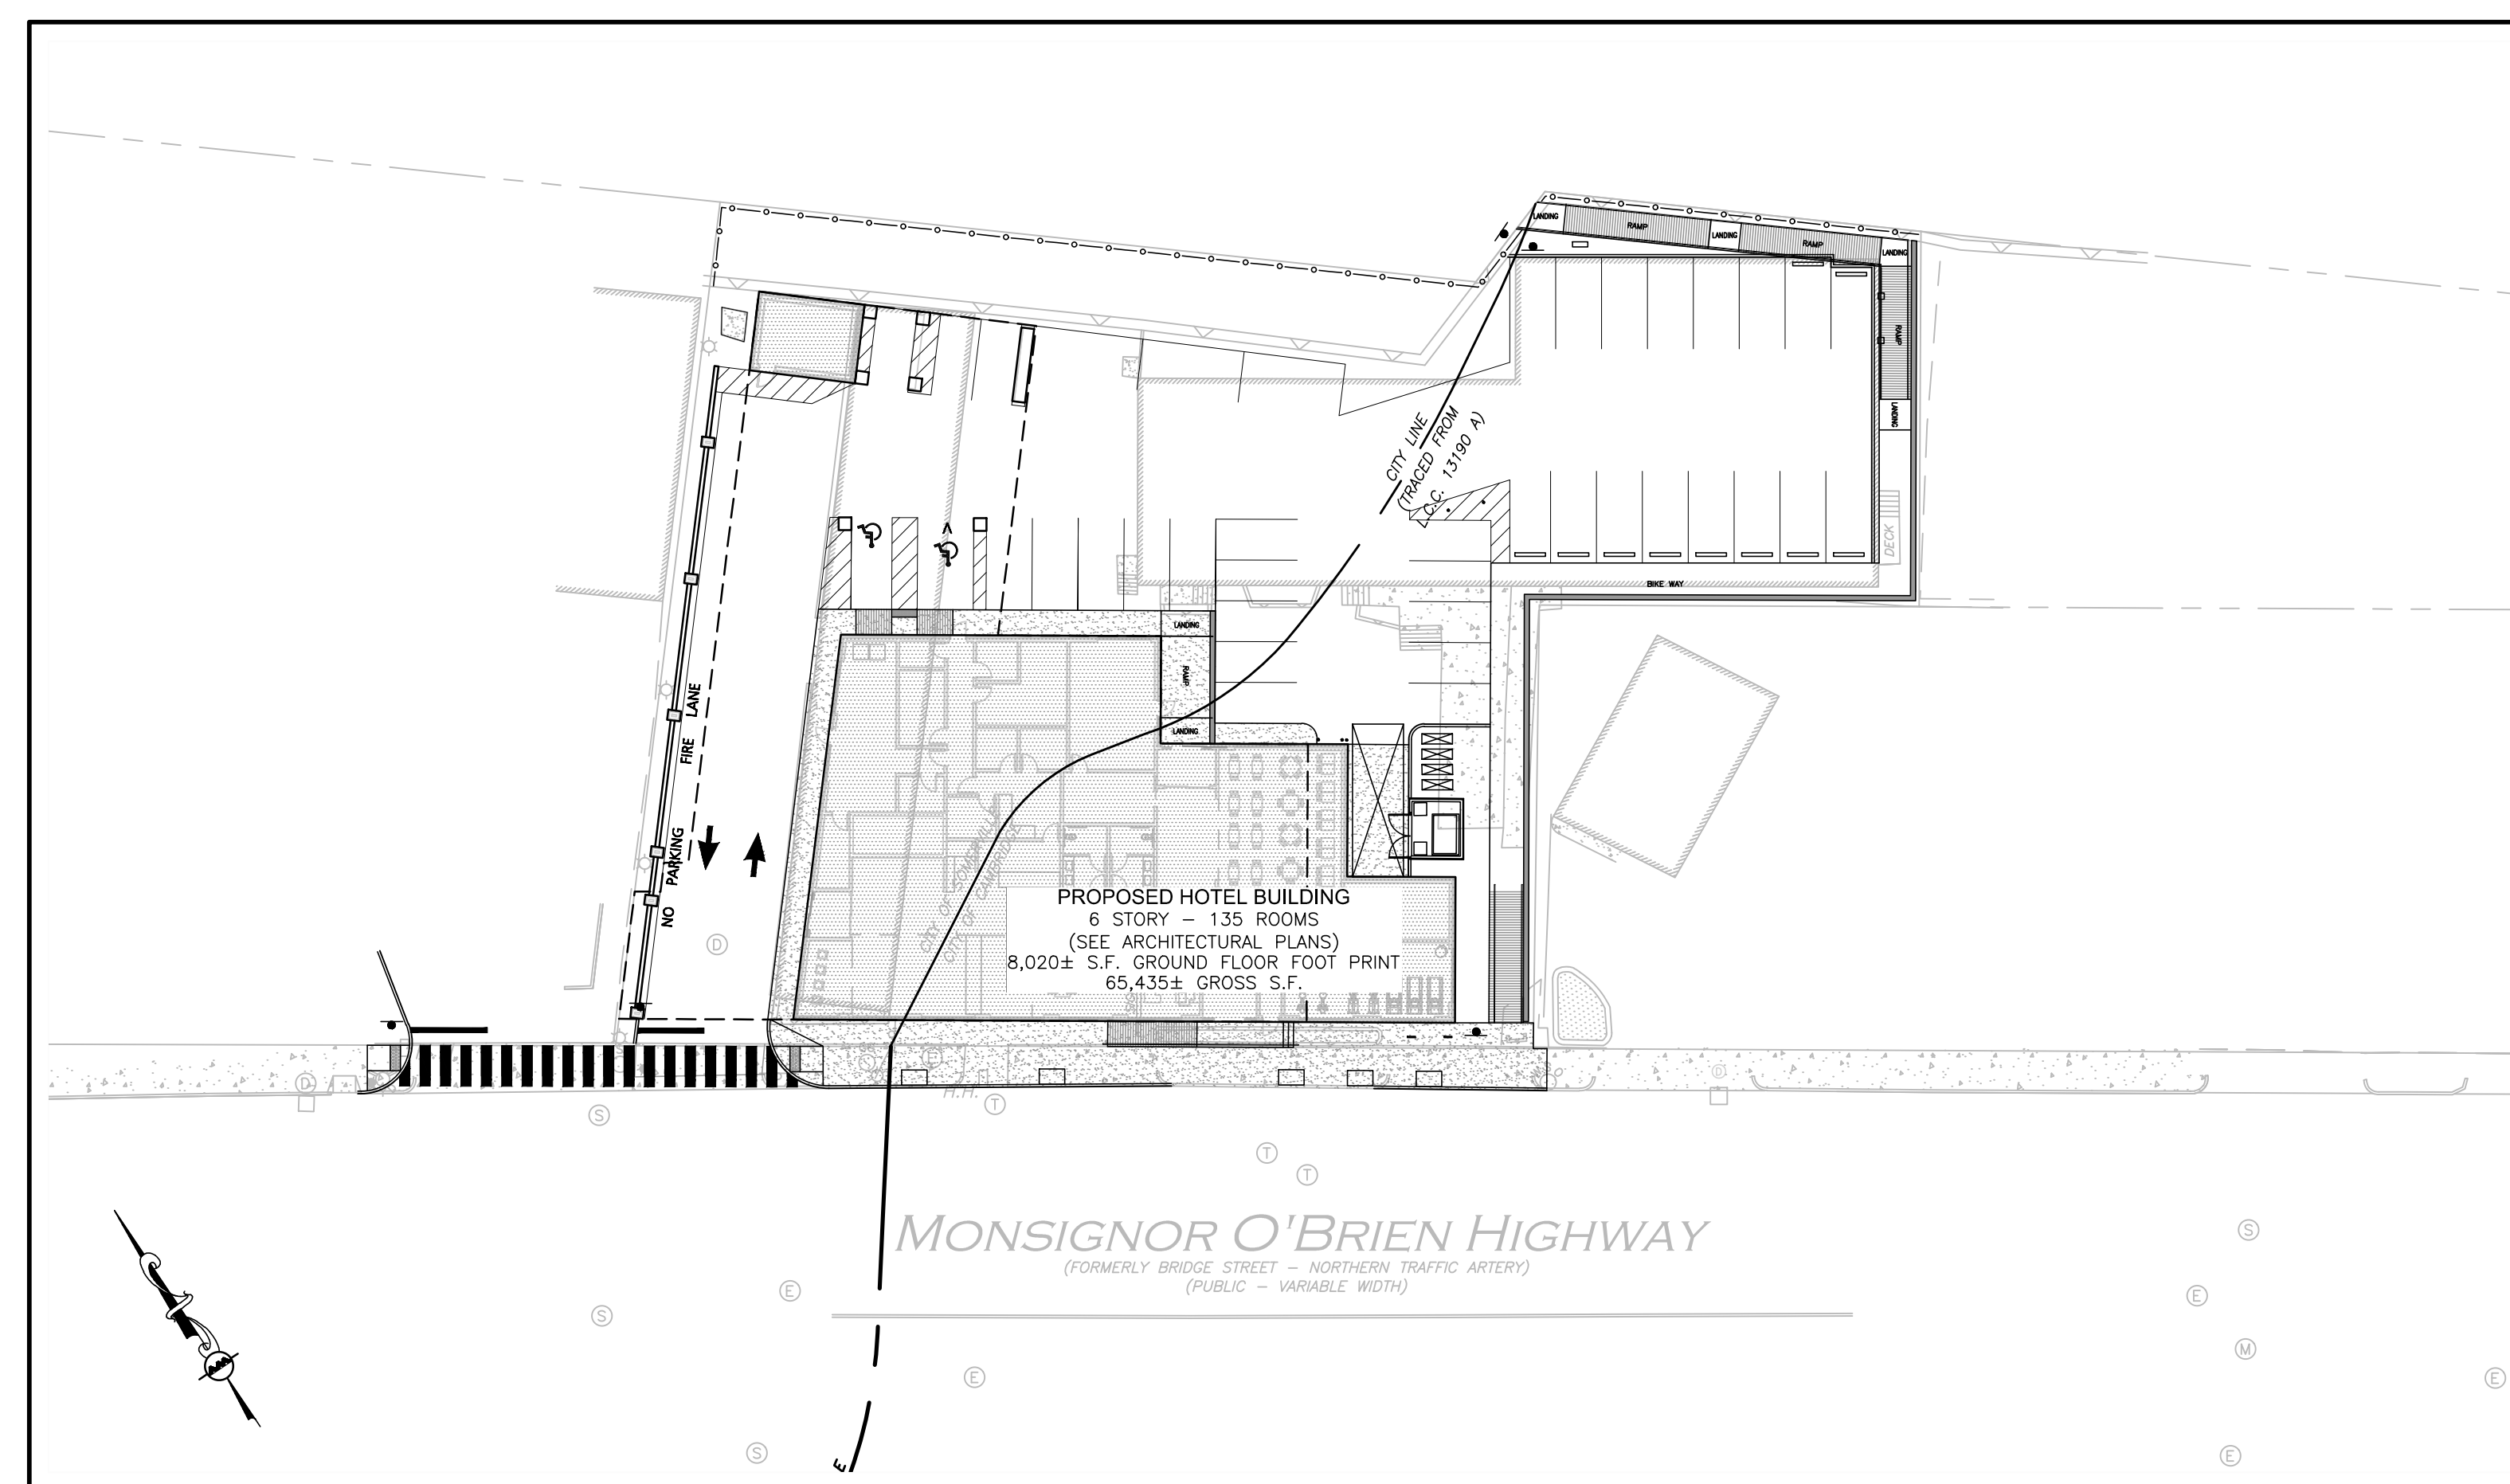 LANDING
RAMP
LANDING
RAMP
LANDING
RAMP
LANDING
CITY LINE
(TRACED FROM
L.C.C. 13190 A)
DECK
BIKE WAY
LANDING
RAMP
LANDING
NO PARKING FIRE LANE
CITY OF SOMERVILLE
CITY OF CAMBRIDGE
PROPOSED HOTEL BUILDING
6 STORY – 135 ROOMS
(SEE ARCHITECTURAL PLANS)
8,020± S.F. GROUND FLOOR FOOT PRINT
65,435± GROSS S.F.
D
E
D
D
H.H.
S
T
T
T
MONSIGNOR O'BRIEN HIGHWAY
(FORMERLY BRIDGE STREET – NORTHERN TRAFFIC ARTERY)
(PUBLIC – VARIABLE WIDTH)
S
E
E
S
M
E
E
S
E
E